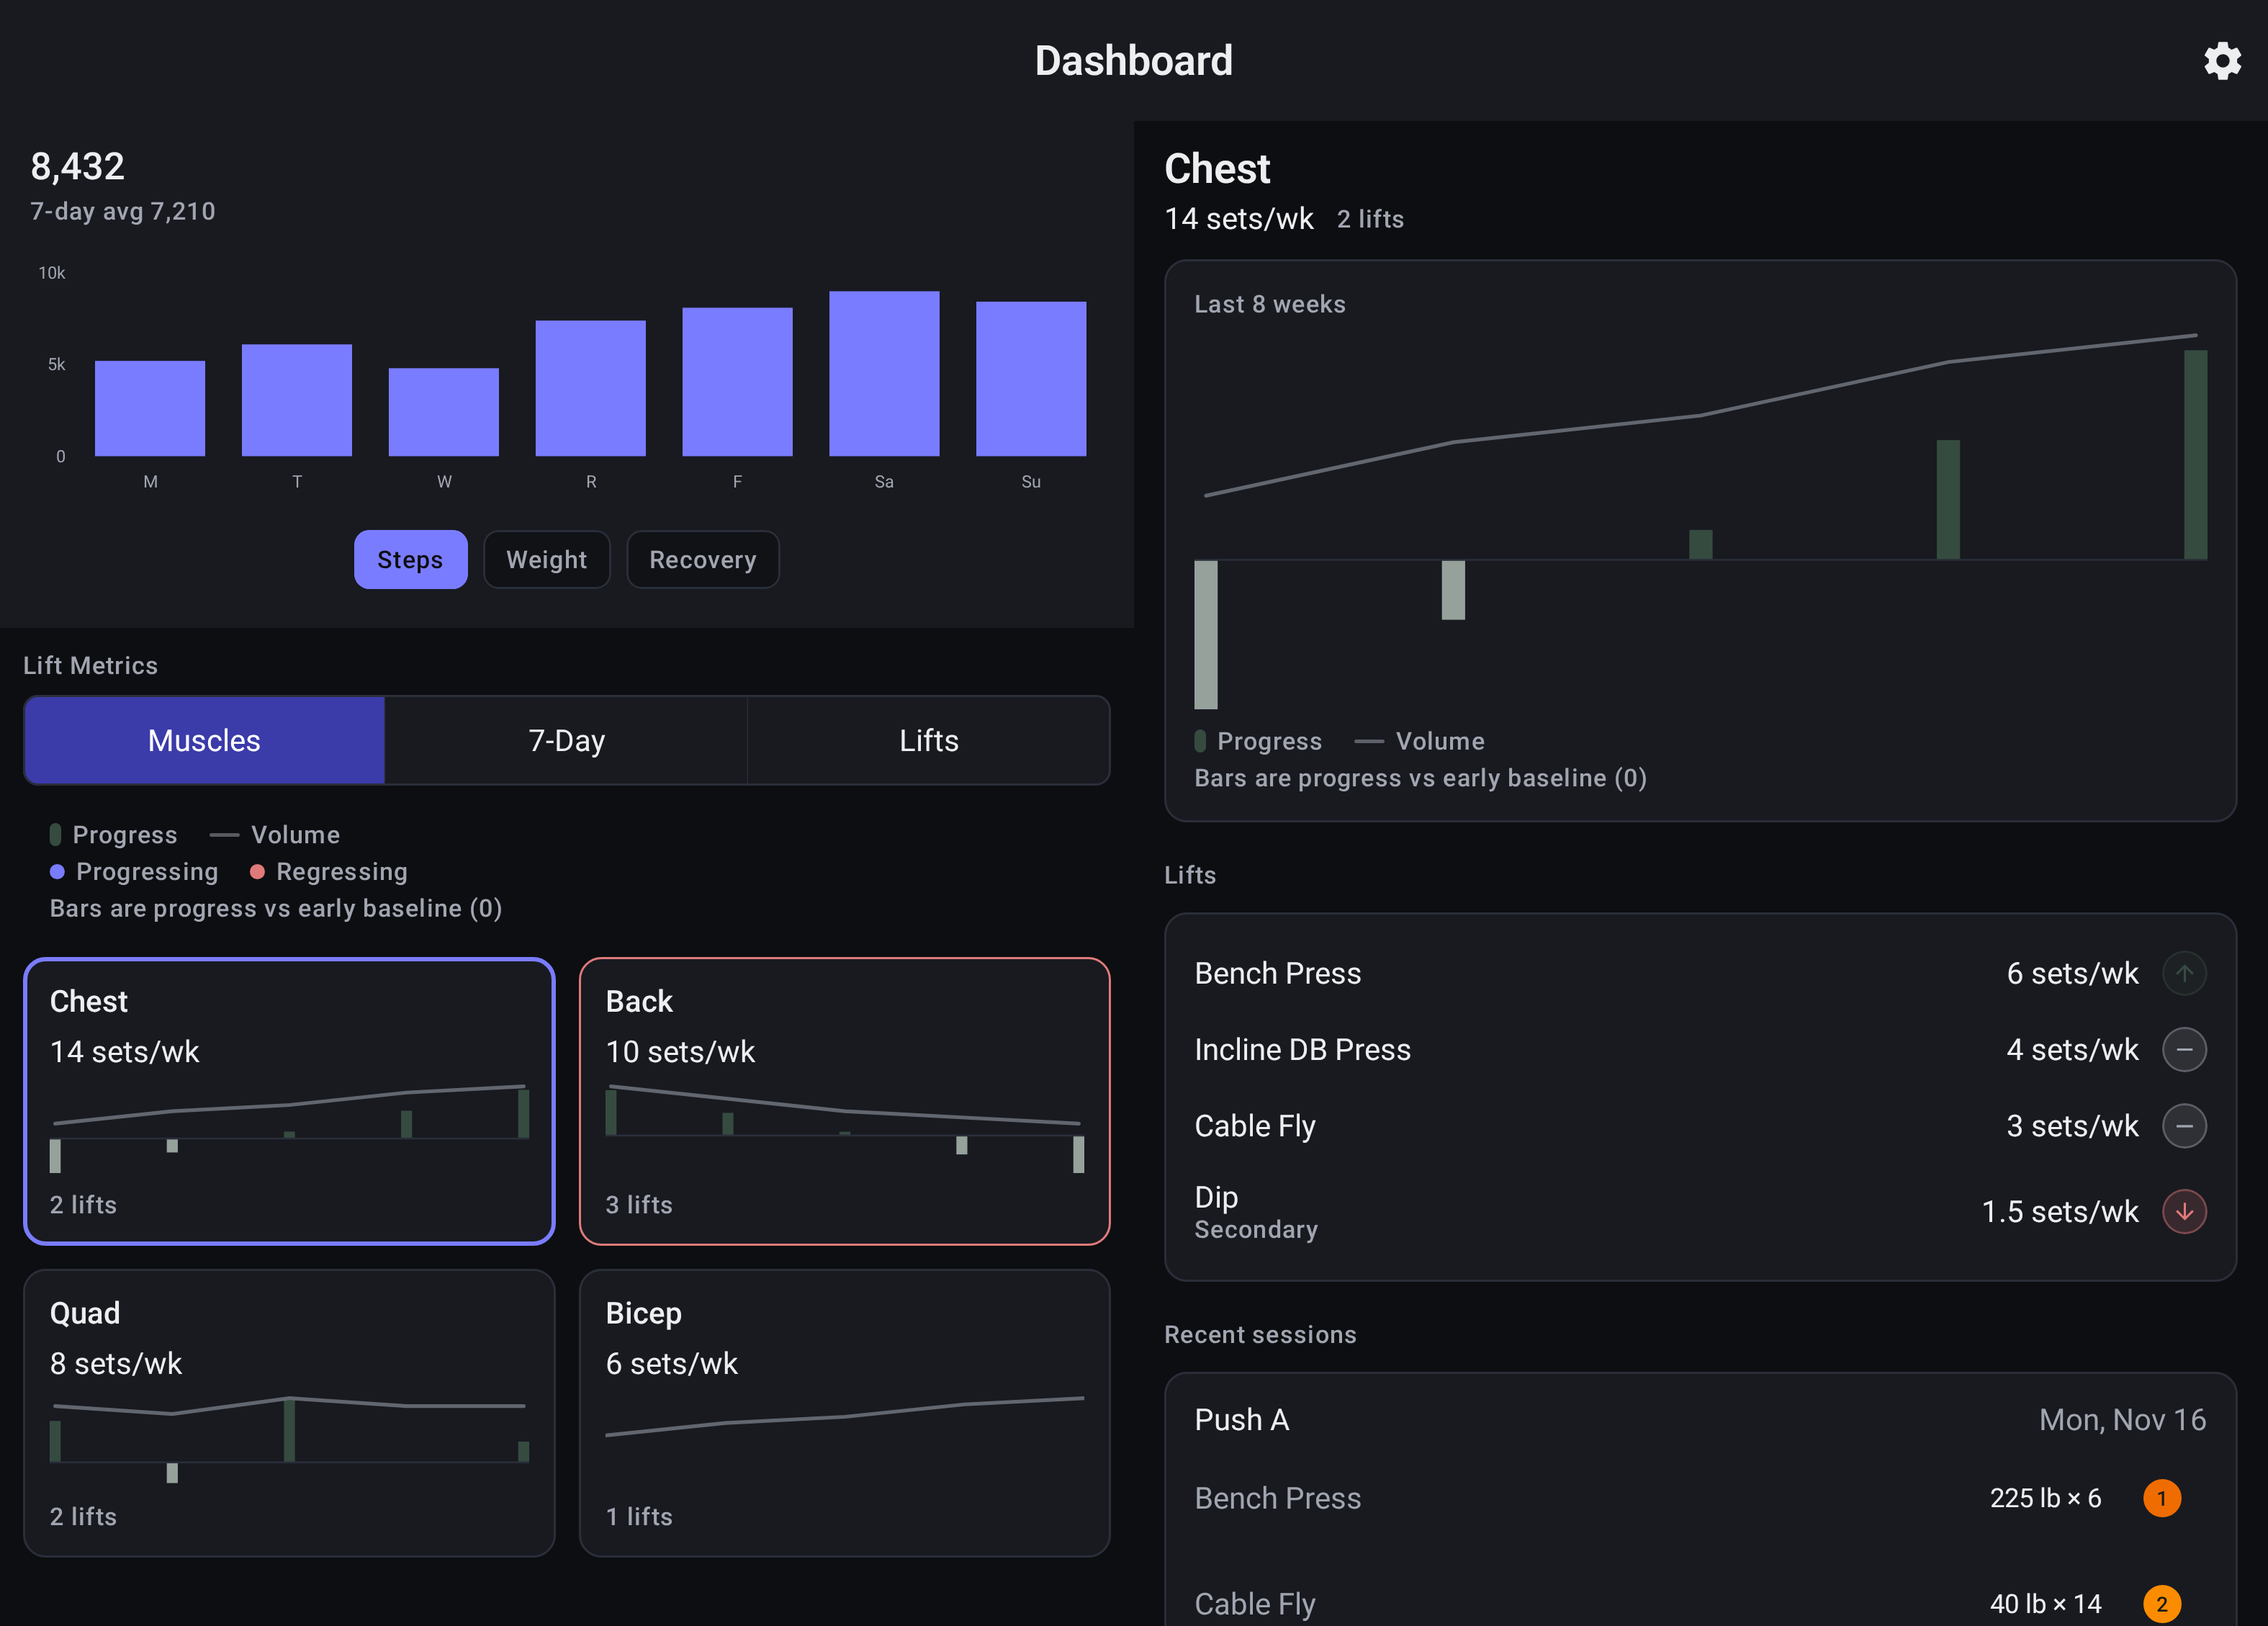 Dashboard
8,432
7-day avg 7,210
10k
5k
0
M T W R F Sa Su
Steps Weight Recovery
Lift Metrics
Muscles 7-Day Lifts
Progress Volume
Progressing Regressing
Bars are progress vs early baseline (0)
Chest
14 sets/wk
2 lifts
Back
10 sets/wk
3 lifts
Quad
8 sets/wk
2 lifts
Bicep
6 sets/wk
1 lifts
Chest
14 sets/wk 2 lifts
Last 8 weeks
Progress Volume
Bars are progress vs early baseline (0)
Lifts
Bench Press 6 sets/wk
Incline DB Press 4 sets/wk
Cable Fly 3 sets/wk
Dip 1.5 sets/wk
Secondary
Recent sessions
Push A Mon, Nov 16
Bench Press 225 lb × 6 1
Cable Fly 40 lb × 14 2